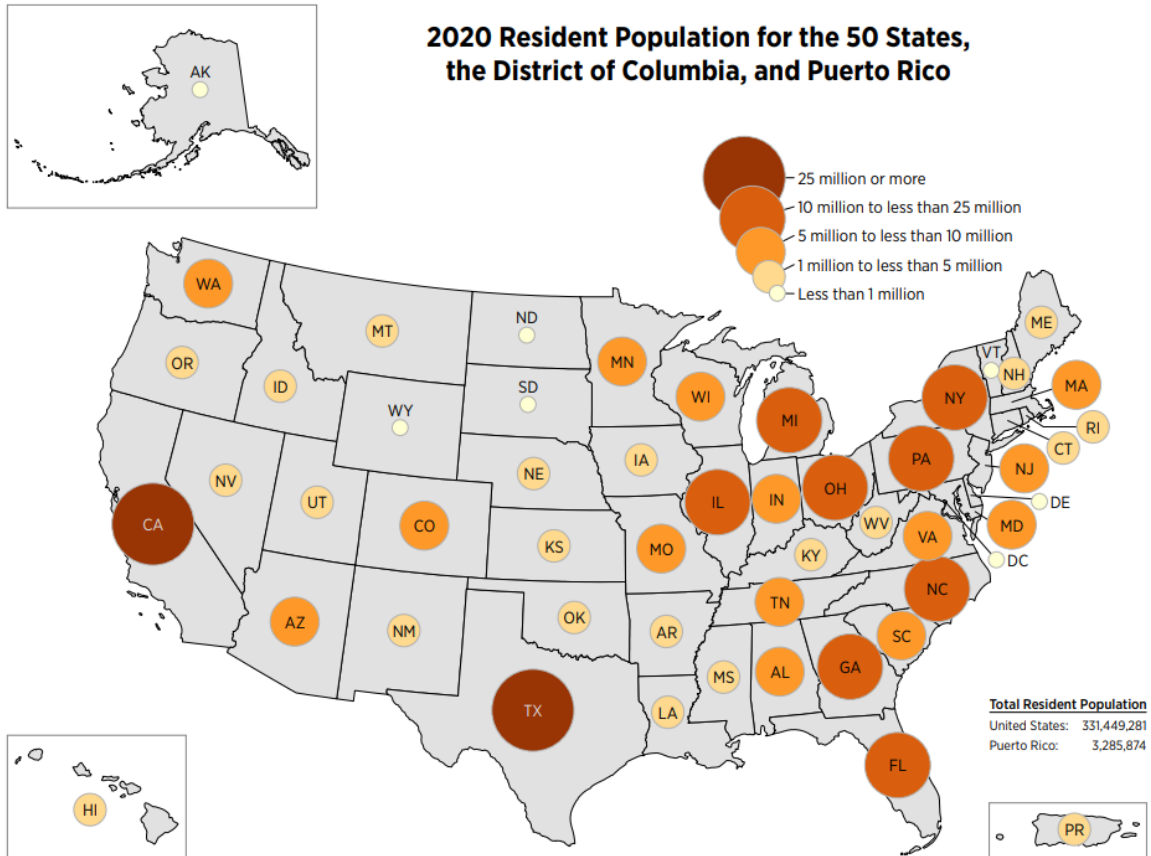 2020 Resident Population for the 50 States,
the District of Columbia, and Puerto Rico
AK
25 million or more
10 million to less than 25 million
5 million to less than 10 million
1 million to less than 5 million
Less than 1 million
WA
MT
ND
MN
ME
VT
NH
OR
ID
SD
WI
MI
NY
MA
WY
RI
CT
NV
UT
NE
IA
PA
NJ
CA
CO
KS
MO
IL
IN
OH
WV
VA
DE
MD
DC
KY
AZ
NM
OK
AR
TN
NC
SC
TX
LA
MS
AL
GA
FL
Total Resident Population
United States: 331,449,281
Puerto Rico: 3,285,874
HI
PR